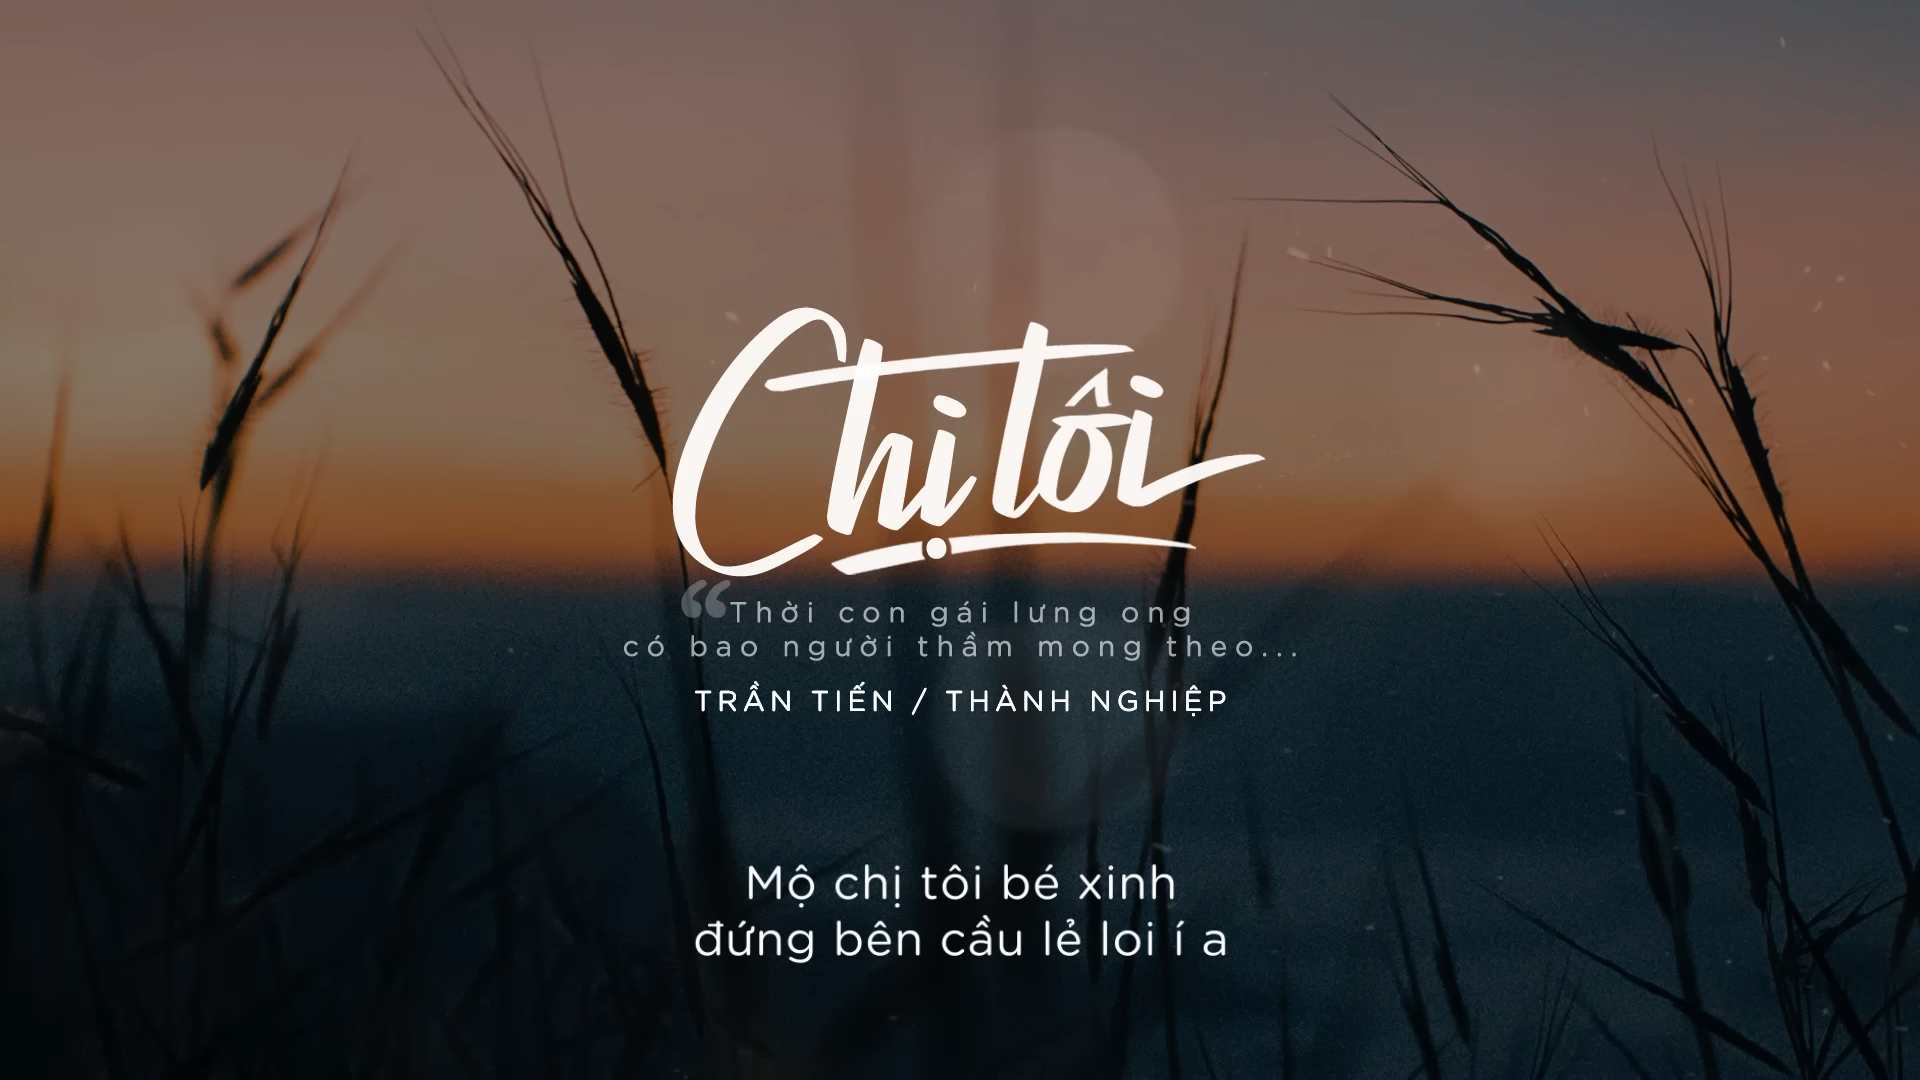 Chị tôi
“Thời con gái lưng ong
có bao người thầm mong theo...
TRẦN TIẾN / THÀNH NGHIỆP
Mộ chị tôi bé xinh
đứng bên cầu lẻ loi í a